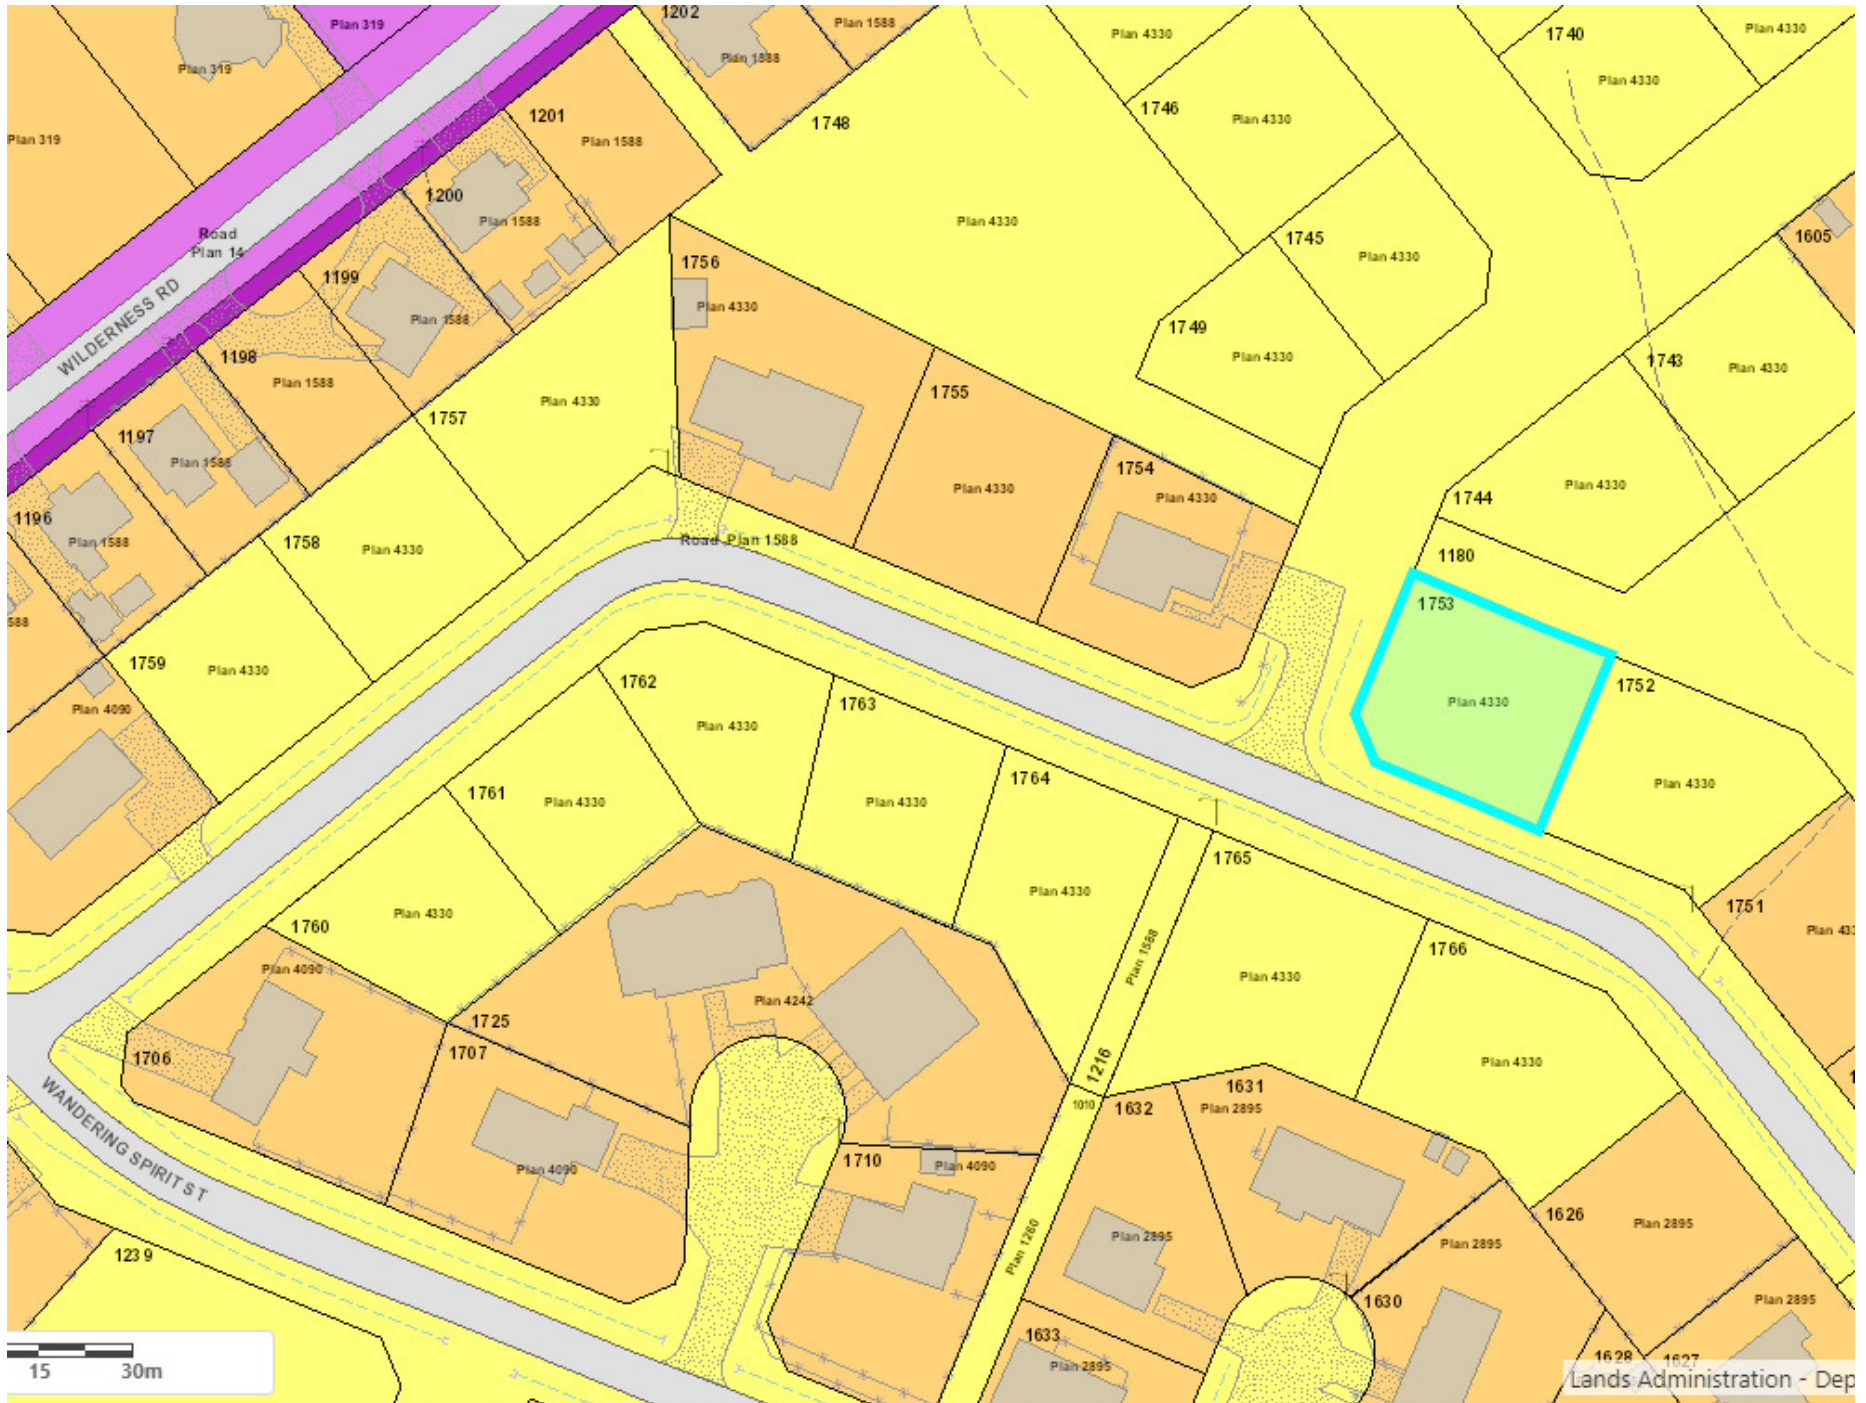 1202
Plan 319
Plan 1588
Plan 4330
1740
Plan 4330
Plan 319
Plan 1588
Plan 4330
1746
1201
Plan 4330
1748
Plan 319
Plan 1588
1200
Plan 1588
Plan 4330
Road
Plan 14
1745
1605
Plan 4330
1756
1199
Plan 4330
Plan 1588
WILDERNESS RD
1749
1198
Plan 4330
1743
Plan 4330
Plan 1588
1755
Plan 4330
1757
1197
Plan 1588
1754
Plan 4330
Plan 4330
Plan 4330
1744
1196
Plan 1588
1758
Plan 4330
Road Plan 1588
1180
1753
588
1759
Plan 4330
1762
1752
Plan 4090
1763
Plan 4330
Plan 4330
1764
Plan 4330
1761
Plan 4330
Plan 4330
1765
Plan 4330
1751
Plan 4330
1760
Plan 433
1766
Plan 1588
Plan 4090
Plan 4330
Plan 4242
1725
1706
1707
1216
Plan 4330
1631
1010
1632
Plan 2895
WANDERING SPIRIT ST
1710
Plan 4090
Plan 4090
1626
Plan 2895
Plan 2895
Plan 2895
1239
Plan 1260
1630
Plan 2895
1633
Plan 2895
1628
1627
15
30m
Lands Administration - Dep